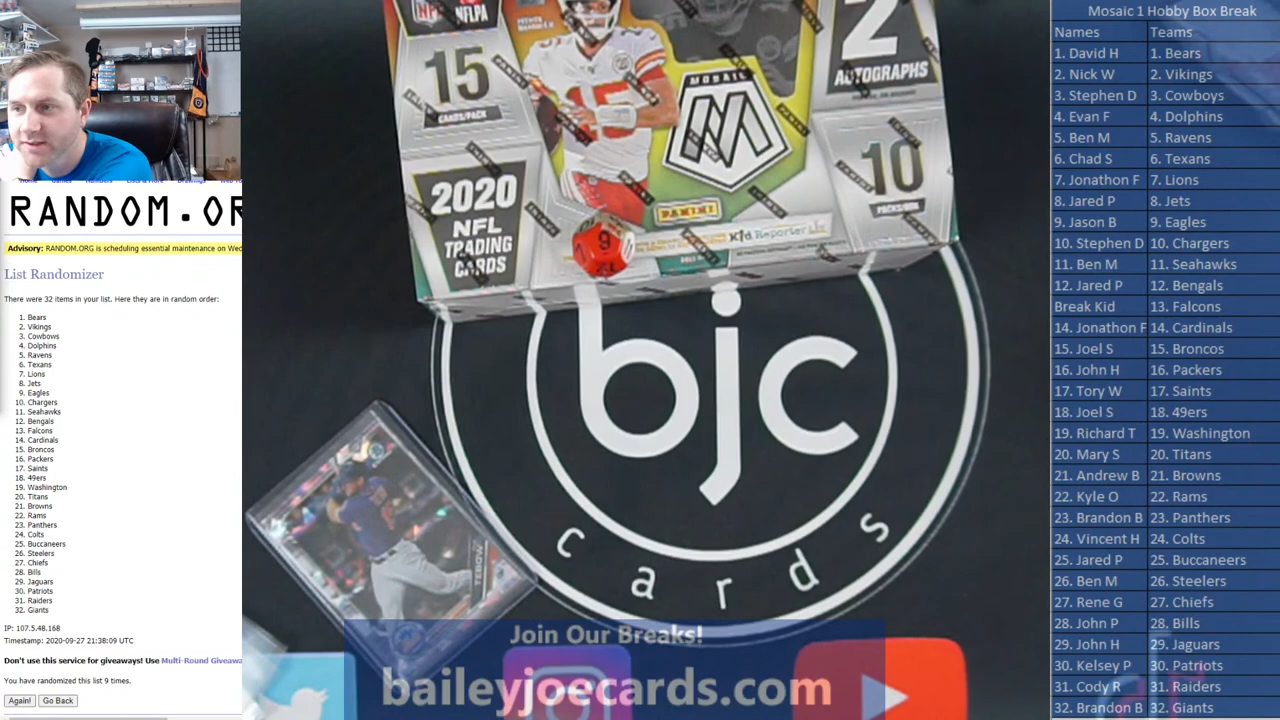 Home Games Numbers Lists & More Drawings
RANDOM.OR
Advisory: RANDOM.ORG is scheduling essential maintenance on Wed
List Randomizer
There were 32 items in your list. Here they are in random order:
1. Bears
2. Vikings
3. Cowbows
4. Dolphins
5. Ravens
6. Texans
7. Lions
8. Jets
9. Eagles
10. Chargers
11. Seahawks
12. Bengals
13. Falcons
14. Cardinals
15. Broncos
16. Packers
17. Saints
18. 49ers
19. Washington
20. Titans
21. Browns
22. Rams
23. Panthers
24. Colts
25. Buccaneers
26. Steelers
27. Chiefs
28. Bills
29. Jaguars
30. Patriots
31. Raiders
32. Giants
IP: 107.5.48.168
Timestamp: 2020-09-27 21:38:09 UTC
Don't use this service for giveaways! Use Multi-Round Giveawa
You have randomized this list 9 times.
Again! Go Back
NFLPA
15
CARDS/PACK
2020
NFL
TRADING
CARDS
MOSAIC
PANINI
Kid Reporter
2
AUTOGRAPHS
10
PACKS/BOX
9
bjc
cards
TEBOW
Join Our Breaks!
baileyjoecards.com
Mosaic 1 Hobby Box Break
Names Teams
1. David H 1. Bears
2. Nick W 2. Vikings
3. Stephen D 3. Cowboys
4. Evan F 4. Dolphins
5. Ben M 5. Ravens
6. Chad S 6. Texans
7. Jonathon F 7. Lions
8. Jared P 8. Jets
9. Jason B 9. Eagles
10. Stephen D 10. Chargers
11. Ben M 11. Seahawks
12. Jared P 12. Bengals
Break Kid 13. Falcons
14. Jonathon F 14. Cardinals
15. Joel S 15. Broncos
16. John H 16. Packers
17. Tory W 17. Saints
18. Joel S 18. 49ers
19. Richard T 19. Washington
20. Mary S 20. Titans
21. Andrew B 21. Browns
22. Kyle O 22. Rams
23. Brandon B 23. Panthers
24. Vincent H 24. Colts
25. Jared P 25. Buccaneers
26. Ben M 26. Steelers
27. Rene G 27. Chiefs
28. John P 28. Bills
29. John H 29. Jaguars
30. Kelsey P 30. Patriots
31. Cody R 31. Raiders
32. Brandon B 32. Giants